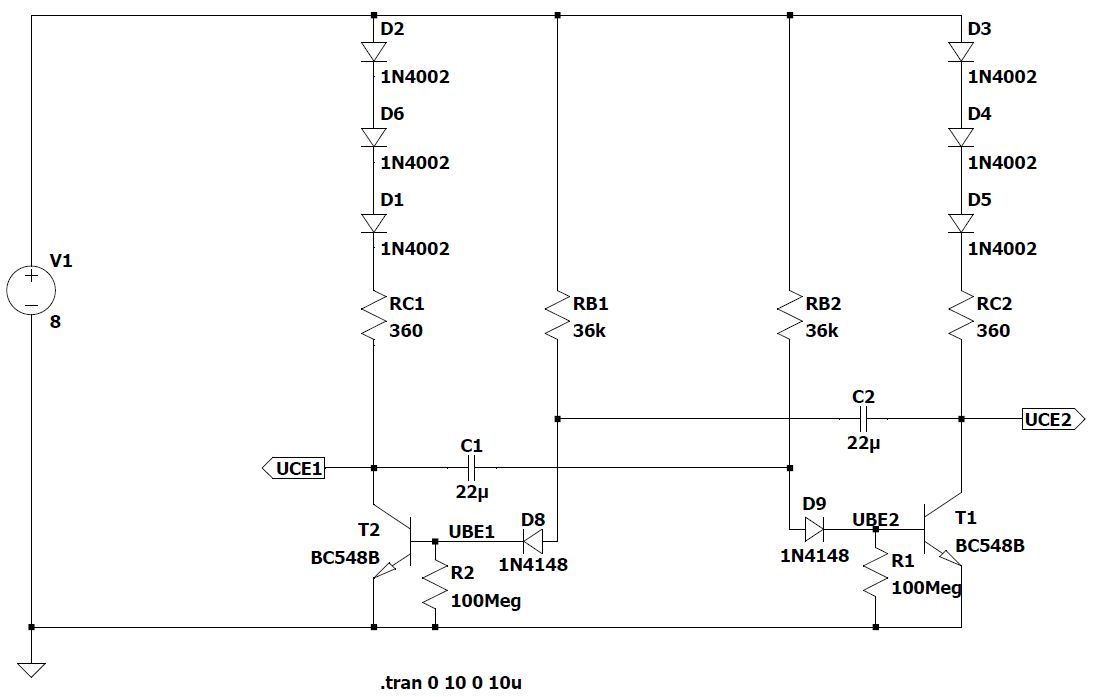 D2
1N4002
D6
1N4002
D1
1N4002
D3
1N4002
D4
1N4002
D5
1N4002
V1
8
RC1
360
RB1
36k
RB2
36k
RC2
360
C2
22µ
UCE2
C1
22µ
UCE1
T2
BC548B
UBE1
D8
1N4148
R2
100Meg
D9
1N4148
UBE2
R1
100Meg
T1
BC548B
.tran 0 10 0 10u